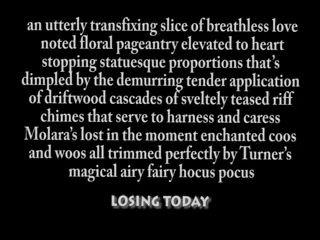 an utterly transfixing slice of breathless love
noted floral pageantry elevated to heart
stopping statuesque proportions that's
dimpled by the demurring tender application
of driftwood cascades of sveltely teased riff
chimes that serve to harness and caress
Molara's lost in the moment enchanted coos
and woos all trimmed perfectly by Turner's
magical airy fairy hocus pocus
LOSING TODAY